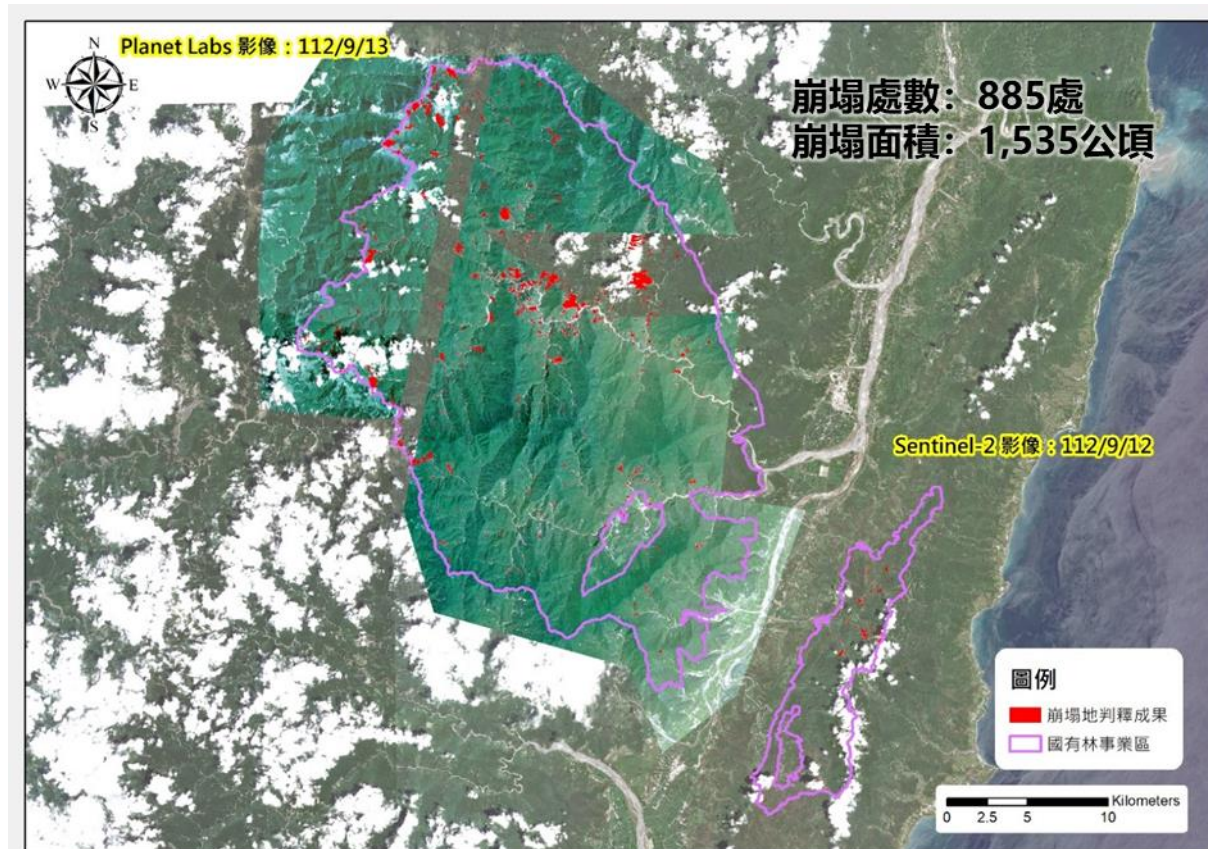 Planet Labs 影像：112/9/13
N
W
E
S
崩塌處數：885處
崩塌面積：1,535公頃
Sentinel-2 影像：112/9/12
圖例
崩塌地判釋成果
國有林事業區
Kilometers
0 2.5 5 10